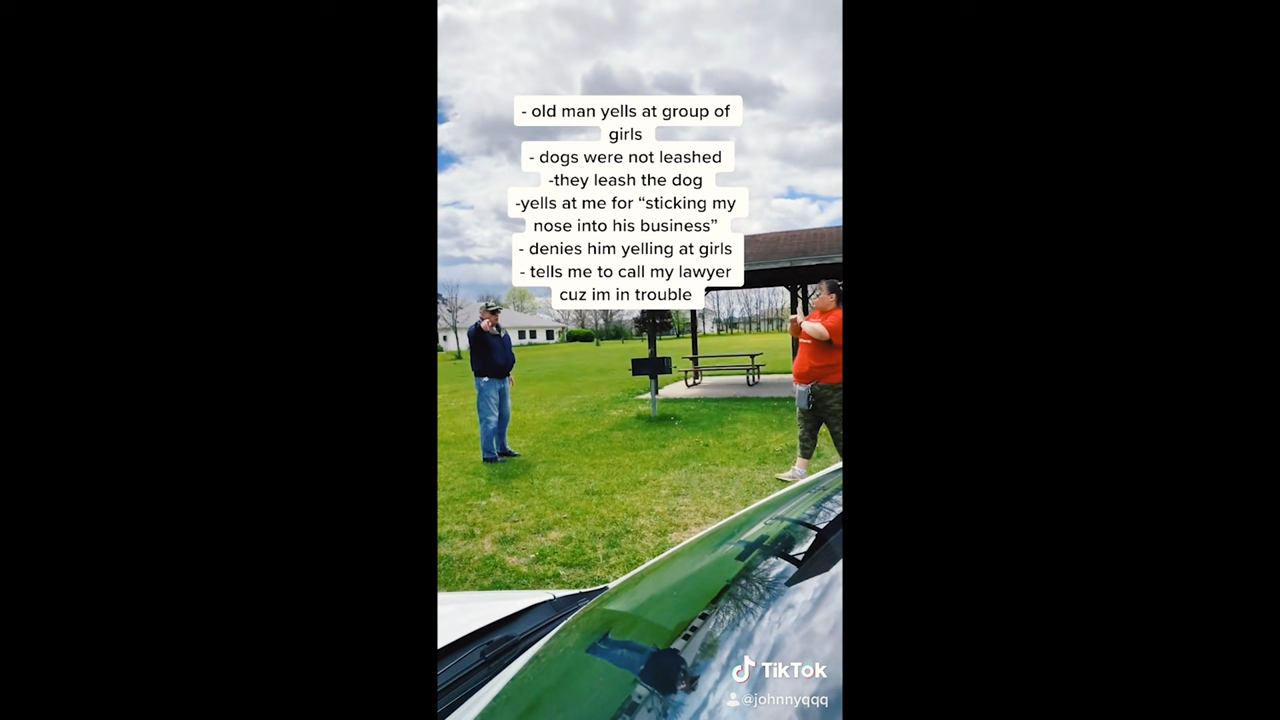 - old man yells at group of
girls
- dogs were not leashed
-they leash the dog
-yells at me for “sticking my
nose into his business”
- denies him yelling at girls
- tells me to call my lawyer
cuz im in trouble
TikTok
@johnnyqqq